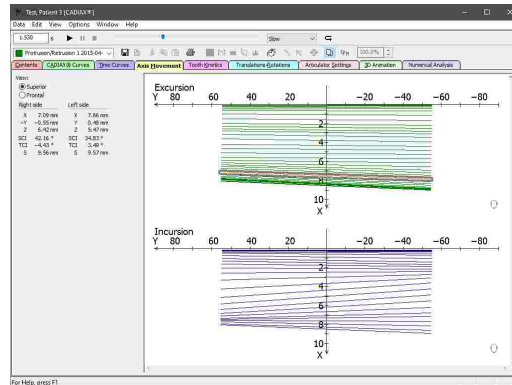 Test, Patient 3 [CADIAX®]
Data Edit View Options Window Help
1.530 s Slow
Protrusion/Retrusion 1 2015-04- 100.0%
Contents CADIAX® Curves Time Curves Axis Movement Tooth Kinetics Translations-Rotations Articulator Settings 3D Animation Numerical Analysis
View:
Superior
Frontal
Right side Left side
X 7.09 mm X 7.86 mm
-Y -0.55 mm Y 0.48 mm
Z 6.42 mm Z 5.47 mm
SCI 42.16 ° SCI 34.83 °
TCI -4.43 ° TCI 3.49 °
S 9.56 mm S 9.57 mm
Excursion
Y 80 60 40 20 -20 -40 -60 -80
2
4
6
8
10
X
Incursion
Y 80 60 40 20 -20 -40 -60 -80
2
4
6
8
10
X
For Help, press F1